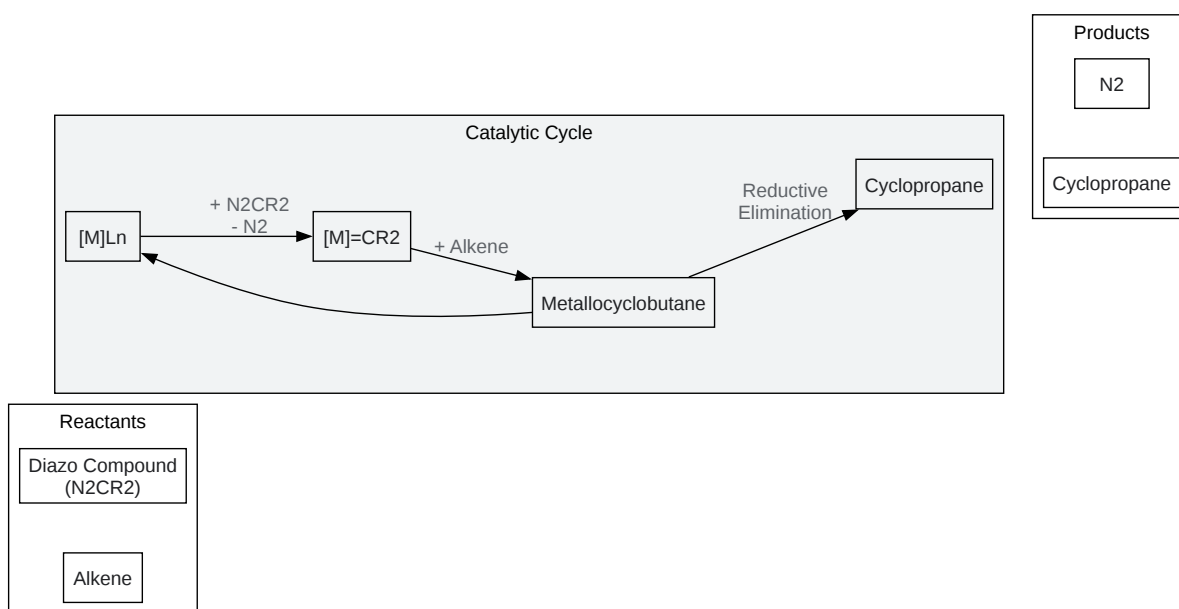 Products
N2
Cyclopropane
Catalytic Cycle
[M]Ln
+ N2CR2
- N2
[M]=CR2
+ Alkene
Metallocyclobutane
Reductive
Elimination
Cyclopropane
Reactants
Diazo Compound
(N2CR2)
Alkene